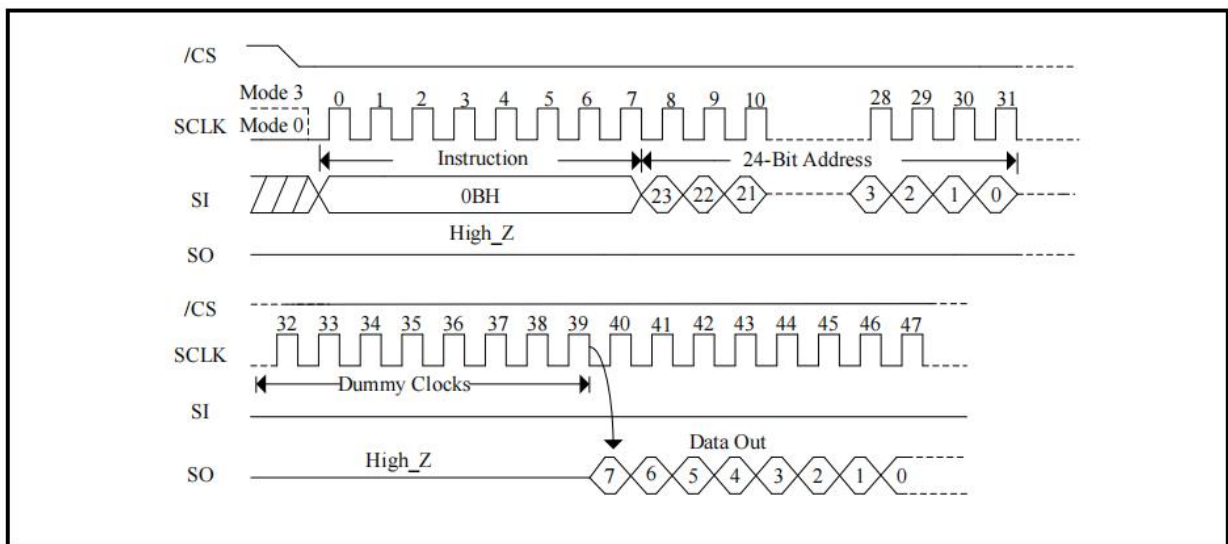 /CS
Mode 3
0 1 2 3 4 5 6 7 8 9 10 28 29 30 31
SCLK
Mode 0
Instruction
24-Bit Address
SI
0BH
23 22 21 3 2 1 0
High_Z
SO
/CS
32 33 34 35 36 37 38 39 40 41 42 43 44 45 46 47
SCLK
Dummy Clocks
SI
Data Out
SO
High_Z
7 6 5 4 3 2 1 0